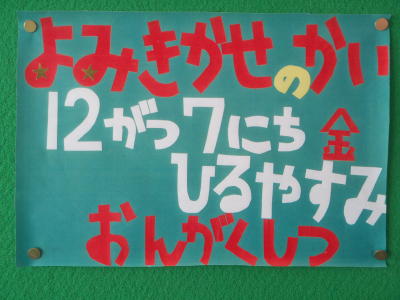 よみきかせのかい
12がつ7にち 金
ひるやすみ
おんがくしつ